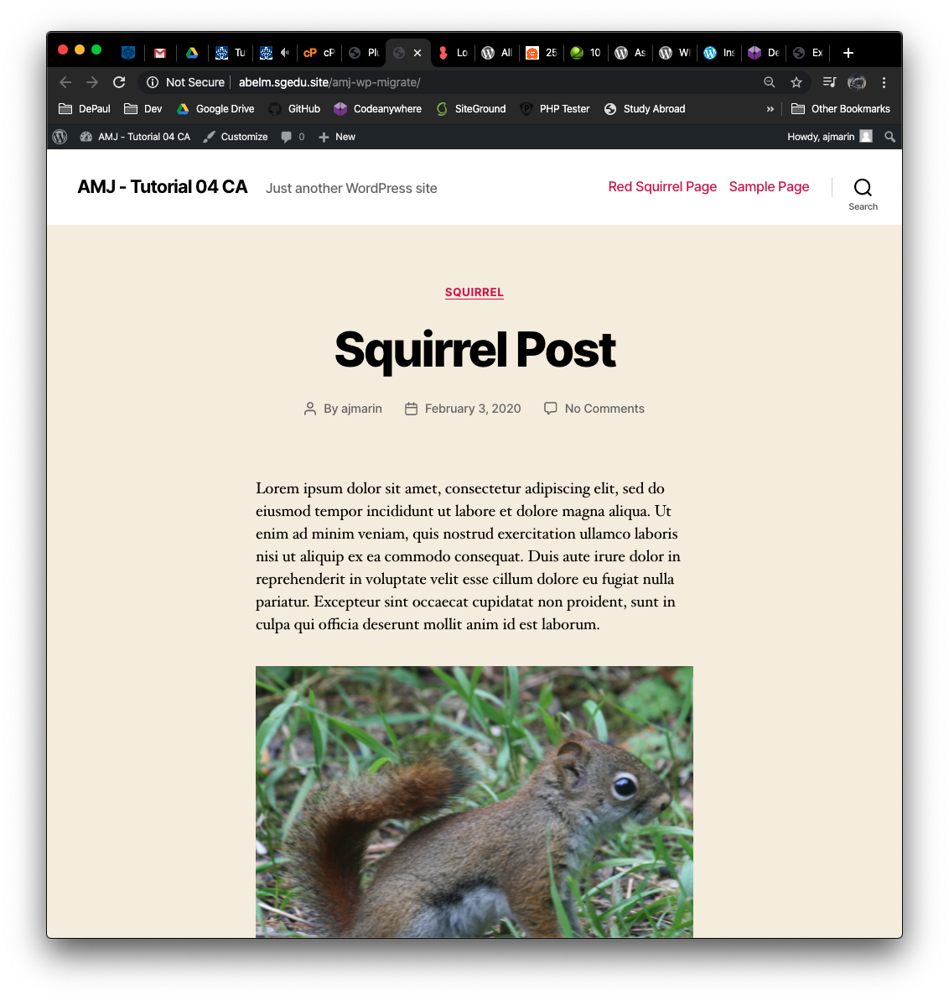 Tu
cP
cP
Plu
Lo
All
25
10
As
WI
Ins
De
Ex
Not Secure
abelm.sgedu.site/amj-wp-migrate/
DePaul
Dev
Google Drive
GitHub
Codeanywhere
SiteGround
PHP Tester
Study Abroad
»
Other Bookmarks
AMJ - Tutorial 04 CA
Customize
0
New
Howdy, ajmarin
AMJ - Tutorial 04 CA
Just another WordPress site
Red Squirrel Page
Sample Page
Search
SQUIRREL
Squirrel Post
By ajmarin
February 3, 2020
No Comments
Lorem ipsum dolor sit amet, consectetur adipiscing elit, sed do
eiusmod tempor incididunt ut labore et dolore magna aliqua. Ut
enim ad minim veniam, quis nostrud exercitation ullamco laboris
nisi ut aliquip ex ea commodo consequat. Duis aute irure dolor in
reprehenderit in voluptate velit esse cillum dolore eu fugiat nulla
pariatur. Excepteur sint occaecat cupidatat non proident, sunt in
culpa qui officia deserunt mollit anim id est laborum.